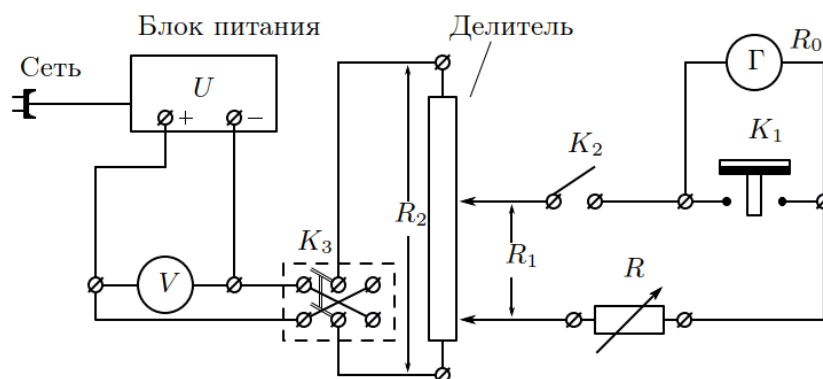 Блок питания
Делитель
Сеть
U
+
−
Г
R₀
K₁
K₂
R₂
R₁
K₃
V
R